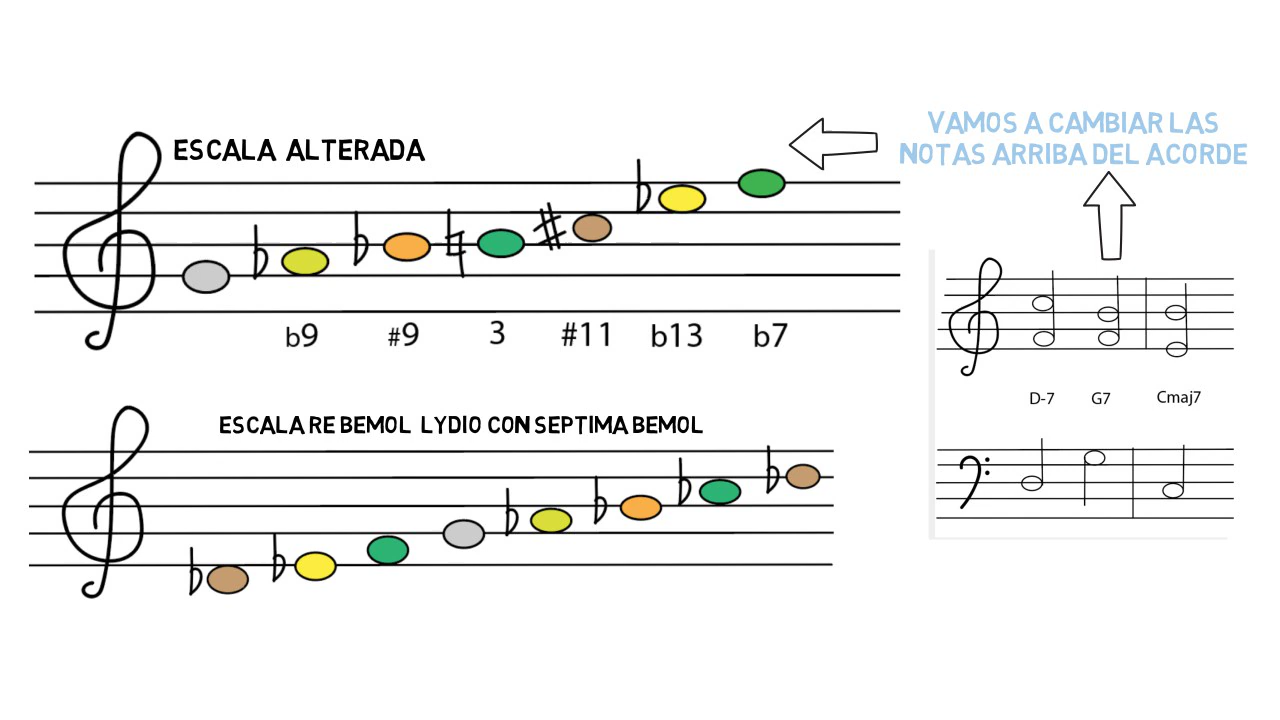 ESCALA ALTERADA
b9 #9 3 #11 b13 b7
VAMOS A CAMBIAR LAS
NOTAS ARRIBA DEL ACORDE
D-7 G7 Cmaj7
ESCALA RE BEMOL LYDIO CON SEPTIMA BEMOL